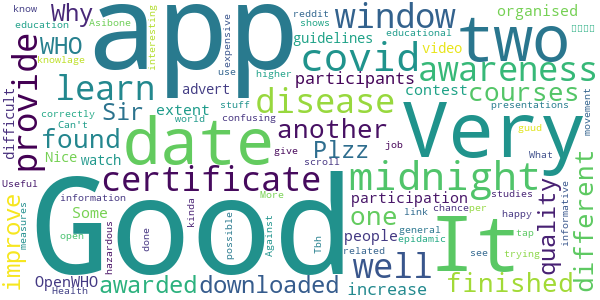 know
reddit
organised
education
Why
Asibone
interesting
app
window
two
expensive
shows
educational
knowlage
WHO
use
covid
guidelines
video
higher
learn
stuff
participants
awareness
difficult
provide
correctly
Can't
Sir
extent
advert
disease
contest
courses
presentations
movement
found
world
confusing
another
guud
Nice
watch
date
give
Plzz
job
scroll
Very
What
certificate
midnight
Useful
information
More
participation
chance
per
studies
different
improve
measures
Some
hazardous
Good
kinda
possible
Against
one
link
happy
informative
quality
open
done
people
general
epidamic
It
tap
OpenWHO
Tbh
related
well
see
trying
Health
awarded
downloaded
increase
finished